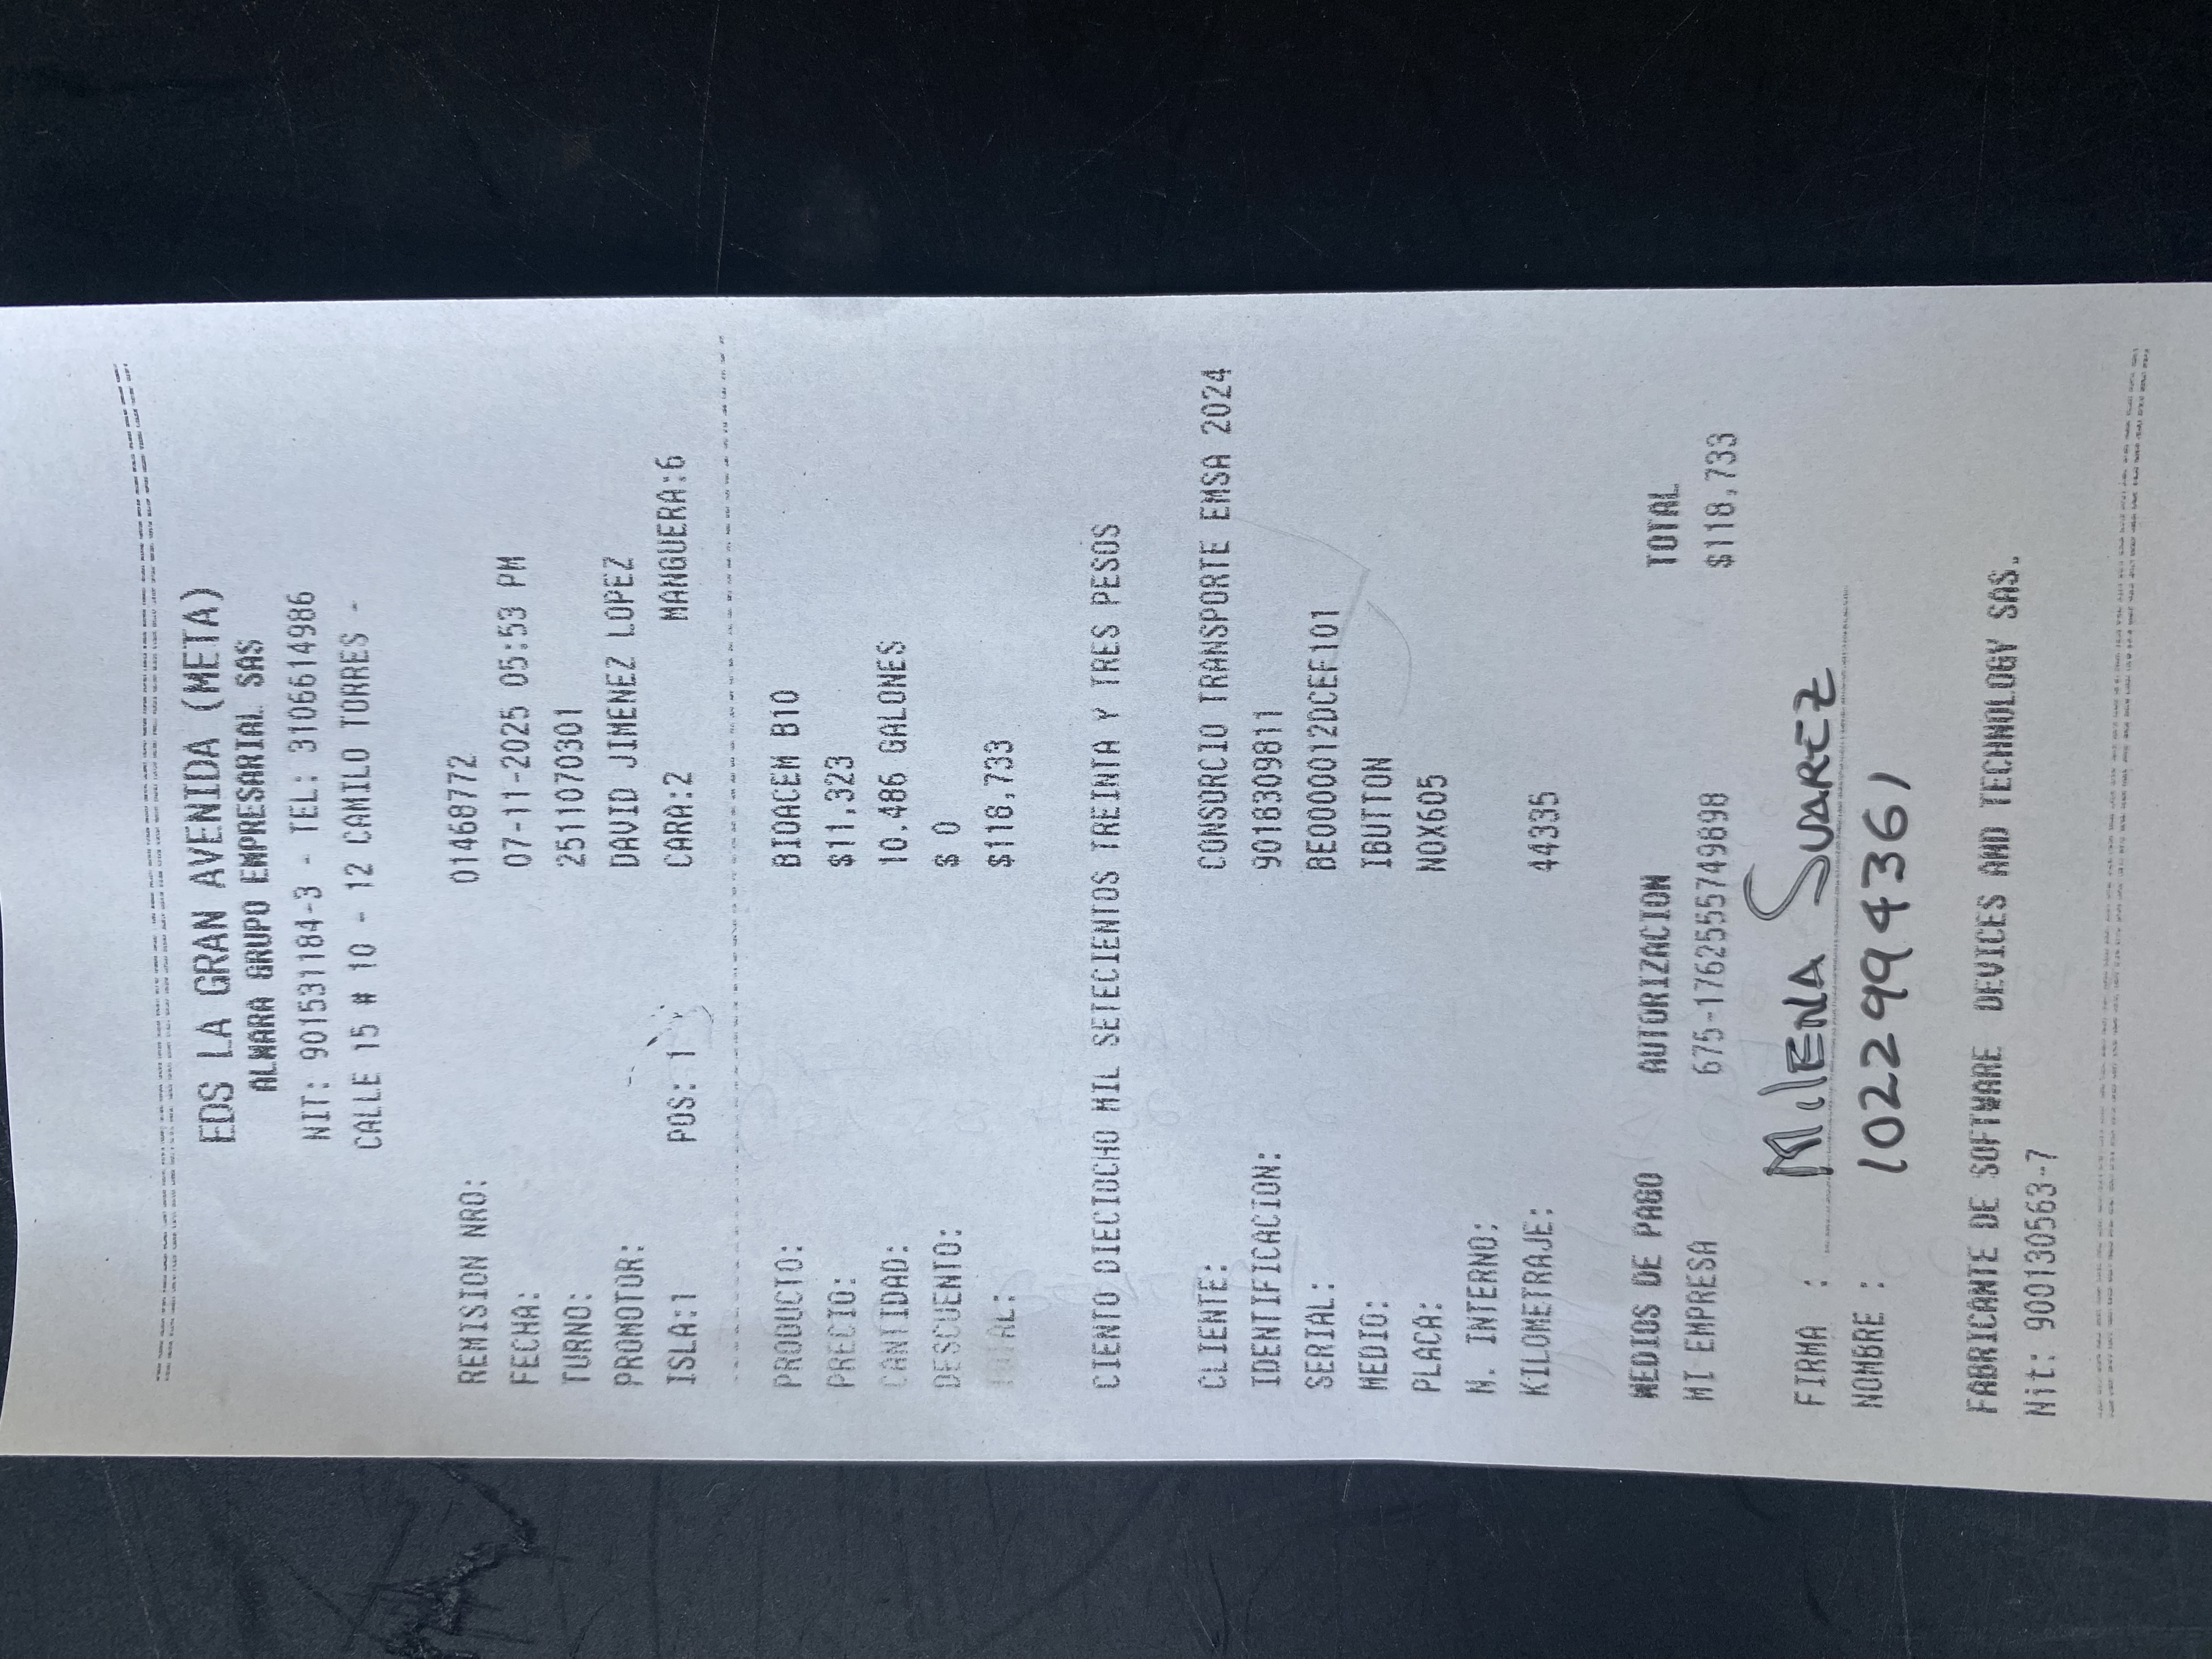 EDS LA GRAN AVENIDA (META)
ALMARA GRUPO EMPRESARIAL SAS
NIT: 901531184-3 - TEL: 3106614986
CALLE 15 # 10 - 12 CAMILO TORRES -
REMISION NRO: 01468772
FECHA: 07-11-2025 05:53 PM
TURNO: 2511070301
PROMOTOR: DAVID JIMENEZ LOPEZ
ISLA:1 POS:1 CARA:2 MANGUERA:6
PRODUCTO: BIOACEM B10
PRECIO: $11,323
CANTIDAD: 10.486 GALONES
DESCUENTO: $ 0
TOTAL: $118,733
CIENTO DIECIOCHO MIL SETECIENTOS TREINTA Y TRES PESOS
CLIENTE: CONSORCIO TRANSPORTE EMSA 2024
IDENTIFICACION: 9018309811
SERIAL: BE0000012DCEF101
MEDIO: IBUTTON
PLACA: NOX605
N. INTERNO:
KILOMETRAJE: 44335
MEDIOS DE PAGO AUTORIZACION TOTAL
MI EMPRESA 675-1762555749898 $118,733
FIRMA : MilENA SUAREZ
NOMBRE : 1022994361
FABRICANTE DE SOFTWARE DEVICES AND TECHNOLOGY SAS.
Nit: 900130563-7